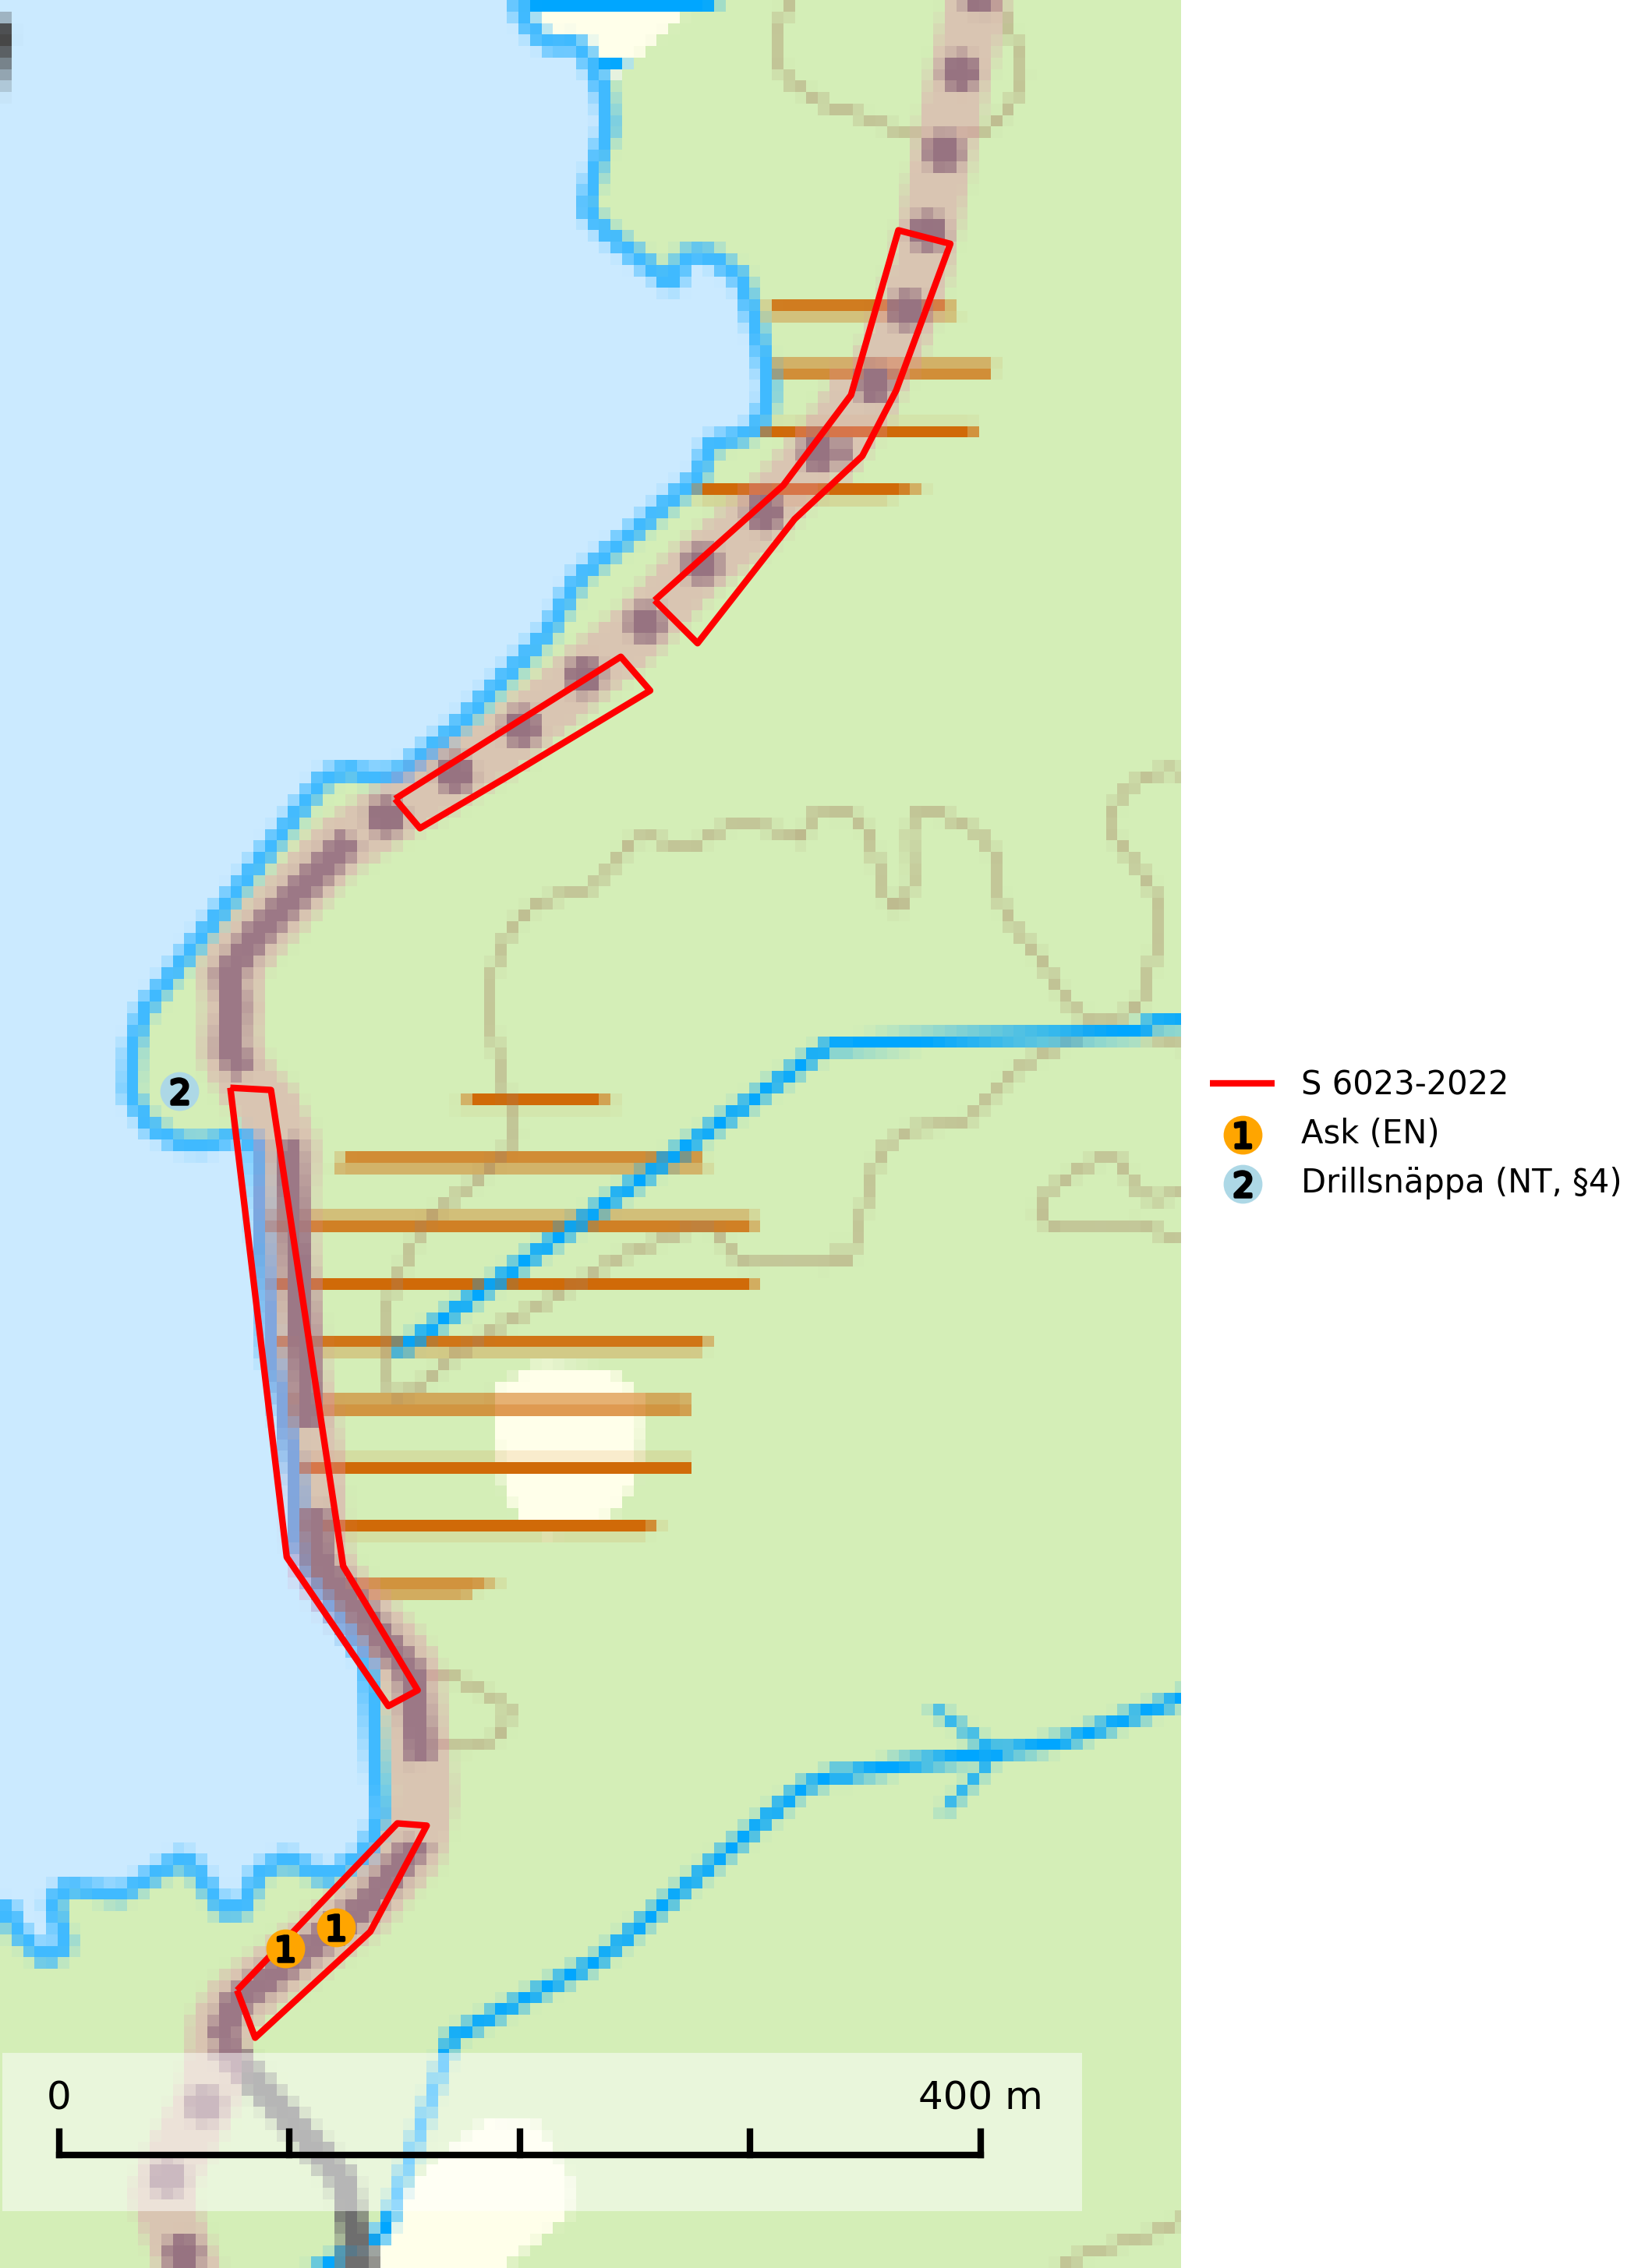 2
S 6023-2022
1 Ask (EN)
2 Drillsnäppa (NT, §4)
1
1
0 400 m